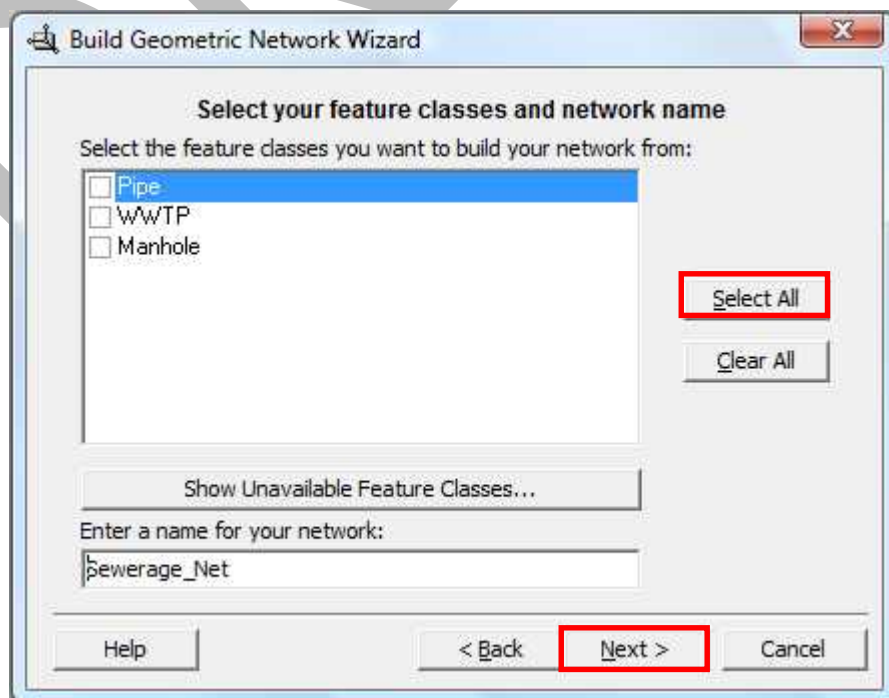 Build Geometric Network Wizard
Select your feature classes and network name
Select the feature classes you want to build your network from:
Pipe
WWTP
Manhole
Select All
Clear All
Show Unavailable Feature Classes...
Enter a name for your network:
Sewerage_Net
Help
< Back
Next >
Cancel